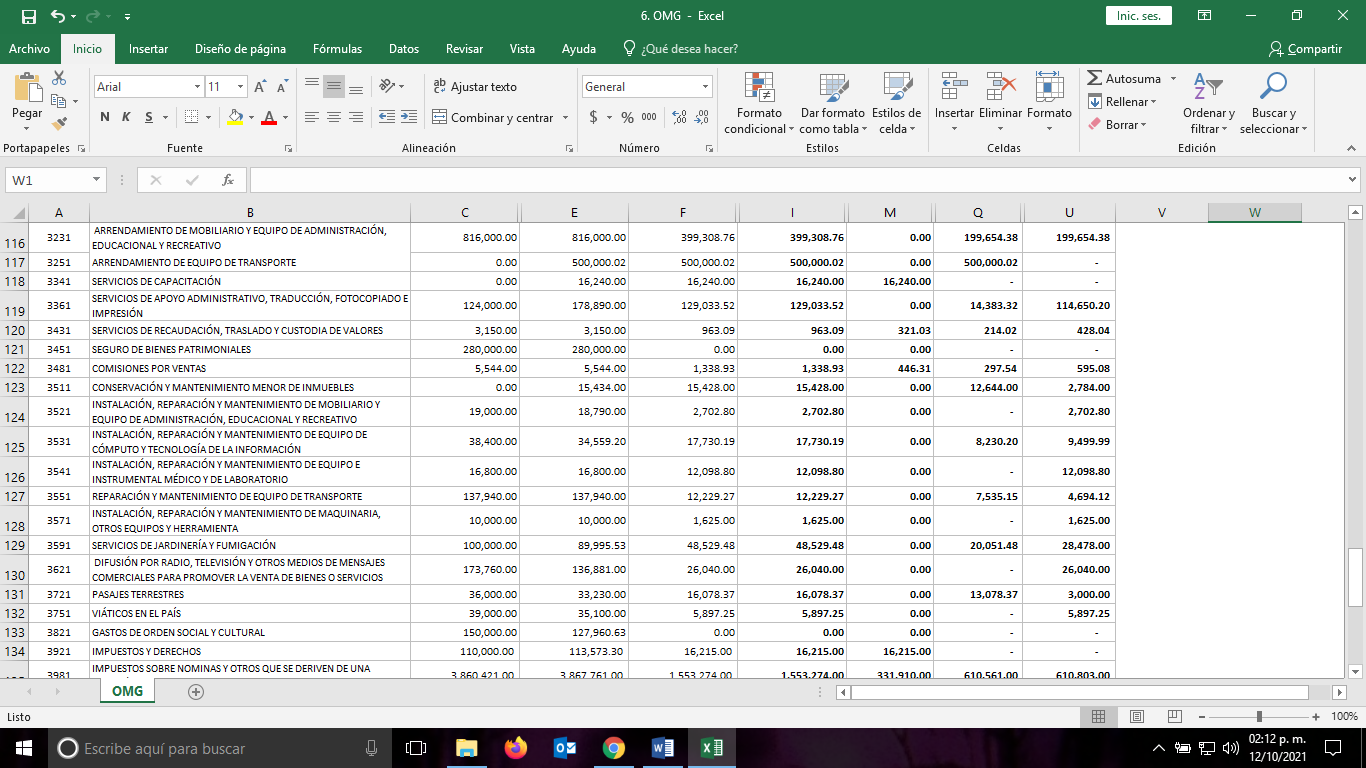 6. OMG - Excel
Inic. ses.
Archivo Inicio Insertar Diseño de página Fórmulas Datos Revisar Vista Ayuda ¿Qué desea hacer? Compartir
Pegar
Portapapeles
Arial 11
N K S
Fuente
Ajustar texto
Combinar y centrar
Alineación
General
$ % 000
Número
Formato condicional
Dar formato como tabla
Estilos de celda
Estilos
Insertar Eliminar Formato
Celdas
Autosuma
Rellenar
Borrar
Ordenar y filtrar
Buscar y seleccionar
Edición
W1 fx
A B C E F I M Q U V W
116 3231 ARRENDAMIENTO DE MOBILIARIO Y EQUIPO DE ADMINISTRACIÓN, EDUCACIONAL Y RECREATIVO 816,000.00 816,000.00 399,308.76 399,308.76 0.00 199,654.38 199,654.38
117 3251 ARRENDAMIENTO DE EQUIPO DE TRANSPORTE 0.00 500,000.02 500,000.02 500,000.02 0.00 500,000.02 -
118 3341 SERVICIOS DE CAPACITACIÓN 0.00 16,240.00 16,240.00 16,240.00 16,240.00 - -
119 3361 SERVICIOS DE APOYO ADMINISTRATIVO, TRADUCCIÓN, FOTOCOPIADO E IMPRESIÓN 124,000.00 178,890.00 129,033.52 129,033.52 0.00 14,383.32 114,650.20
120 3431 SERVICIOS DE RECAUDACIÓN, TRASLADO Y CUSTODIA DE VALORES 3,150.00 3,150.00 963.09 963.09 321.03 214.02 428.04
121 3451 SEGURO DE BIENES PATRIMONIALES 280,000.00 280,000.00 0.00 0.00 0.00 - -
122 3481 COMISIONES POR VENTAS 5,544.00 5,544.00 1,338.93 1,338.93 446.31 297.54 595.08
123 3511 CONSERVACIÓN Y MANTENIMIENTO MENOR DE INMUEBLES 0.00 15,434.00 15,428.00 15,428.00 0.00 12,644.00 2,784.00
124 3521 INSTALACIÓN, REPARACIÓN Y MANTENIMIENTO DE MOBILIARIO Y EQUIPO DE ADMINISTRACIÓN, EDUCACIONAL Y RECREATIVO 19,000.00 18,790.00 2,702.80 2,702.80 0.00 - 2,702.80
125 3531 INSTALACIÓN, REPARACIÓN Y MANTENIMIENTO DE EQUIPO DE CÓMPUTO Y TECNOLOGÍA DE LA INFORMACIÓN 38,400.00 34,559.20 17,730.19 17,730.19 0.00 8,230.20 9,499.99
126 3541 INSTALACIÓN, REPARACIÓN Y MANTENIMIENTO DE EQUIPO E INSTRUMENTAL MÉDICO Y DE LABORATORIO 16,800.00 16,800.00 12,098.80 12,098.80 0.00 - 12,098.80
127 3551 REPARACIÓN Y MANTENIMIENTO DE EQUIPO DE TRANSPORTE 137,940.00 137,940.00 12,229.27 12,229.27 0.00 7,535.15 4,694.12
128 3571 INSTALACIÓN, REPARACIÓN Y MANTENIMIENTO DE MAQUINARIA, OTROS EQUIPOS Y HERRAMIENTA 10,000.00 10,000.00 1,625.00 1,625.00 0.00 - 1,625.00
129 3591 SERVICIOS DE JARDINERÍA Y FUMIGACIÓN 100,000.00 89,995.53 48,529.48 48,529.48 0.00 20,051.48 28,478.00
130 3621 DIFUSIÓN POR RADIO, TELEVISIÓN Y OTROS MEDIOS DE MENSAJES COMERCIALES PARA PROMOVER LA VENTA DE BIENES O SERVICIOS 173,760.00 136,881.00 26,040.00 26,040.00 0.00 - 26,040.00
131 3721 PASAJES TERRESTRES 36,000.00 33,230.00 16,078.37 16,078.37 0.00 13,078.37 3,000.00
132 3751 VIÁTICOS EN EL PAÍS 39,000.00 35,100.00 5,897.25 5,897.25 0.00 - 5,897.25
133 3821 GASTOS DE ORDEN SOCIAL Y CULTURAL 150,000.00 127,960.63 0.00 0.00 0.00 - -
134 3921 IMPUESTOS Y DERECHOS 110,000.00 113,573.30 16,215.00 16,215.00 16,215.00 - -
3981 IMPUESTOS SOBRE NOMINAS Y OTROS QUE SE DERIVEN DE UNA 3,860,421.00 3,867,761.00 1,553,274.00 1,553,274.00 331,910.00 610,561.00 610,803.00
OMG
Listo 100%
Escribe aquí para buscar
02:12 p. m.
12/10/2021